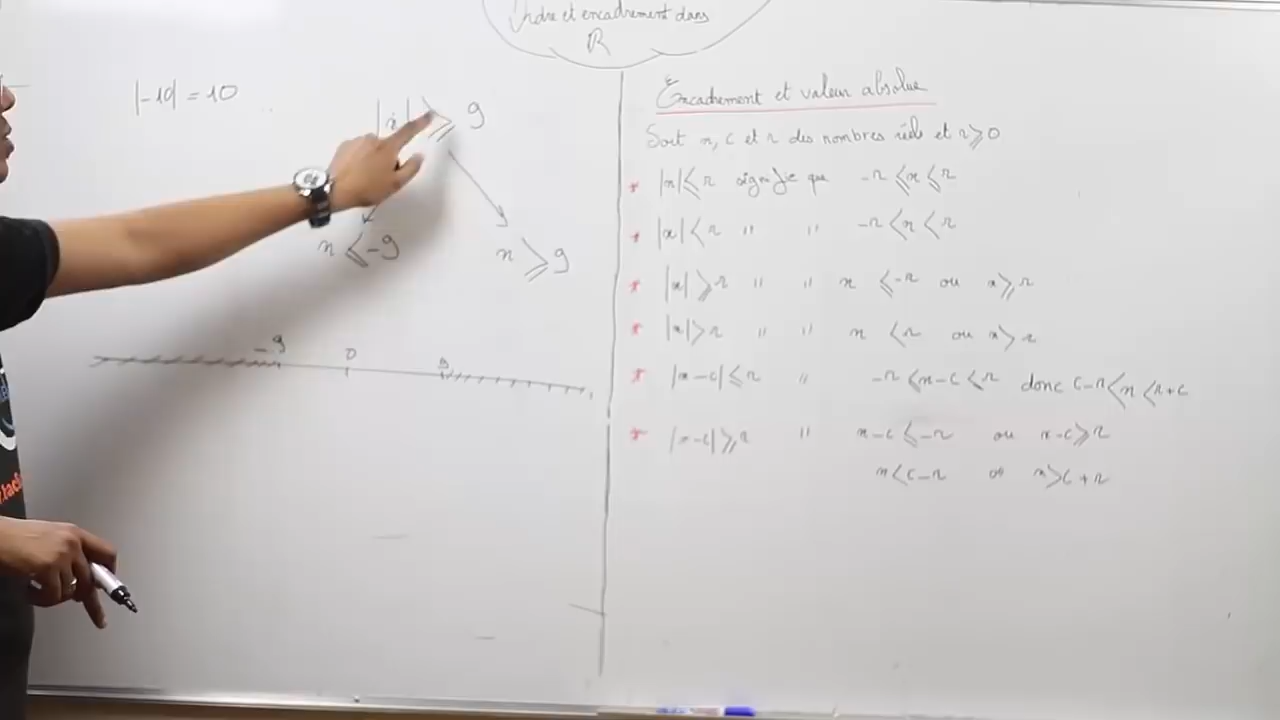 Ordre et encadrement dans
ℝ
|-10| = 10
|x| ⩾ 9
x ⩽ -9
x ⩾ 9
-9 0 9
Encadrement et valeur absolue
Soit x, c et r des nombres réels et r ⩾ 0
* |x| ⩽ r signifie que -r ⩽ x ⩽ r
* |x| < r " " -r < x < r
* |x| ⩾ r " " x ⩽ -r ou x ⩾ r
* |x| > r " " x < r ou x > r
* |x-c| ⩽ r " -r ⩽ x-c ⩽ r donc c-r < x < r+c
* |x-c| ⩾ r " x-c ⩽ -r ou x-c ⩾ r
x < c-r ou x > c+r